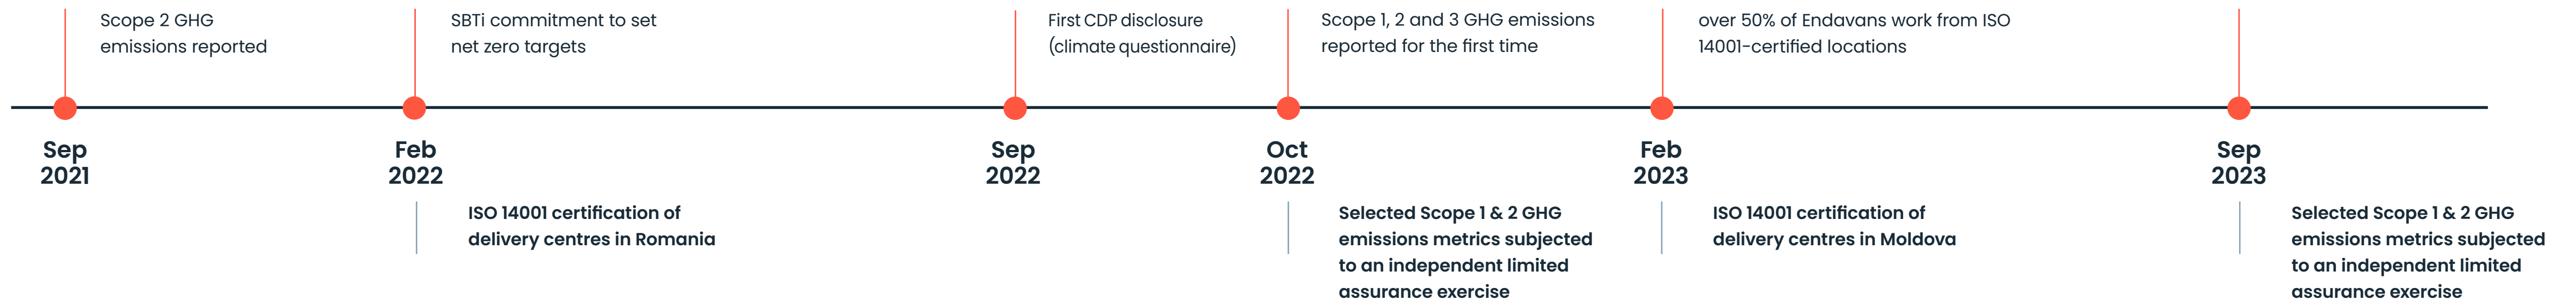 Scope 2 GHG
emissions reported
SBTi commitment to set
net zero targets
First CDP disclosure
(climate questionnaire)
Scope 1, 2 and 3 GHG emissions
reported for the first time
over 50% of Endavans work from ISO
14001-certified locations
Sep
2021
Feb
2022
Sep
2022
Oct
2022
Feb
2023
Sep
2023
ISO 14001 certification of
delivery centres in Romania
Selected Scope 1 & 2 GHG
emissions metrics subjected
to an independent limited
assurance exercise
ISO 14001 certification of
delivery centres in Moldova
Selected Scope 1 & 2 GHG
emissions metrics subjected
to an independent limited
assurance exercise